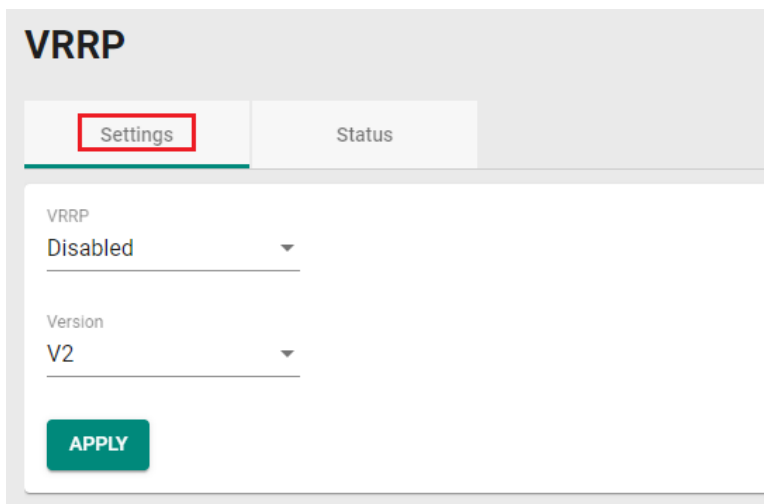 VRRP
Settings Status
VRRP
Disabled
Version
V2
APPLY